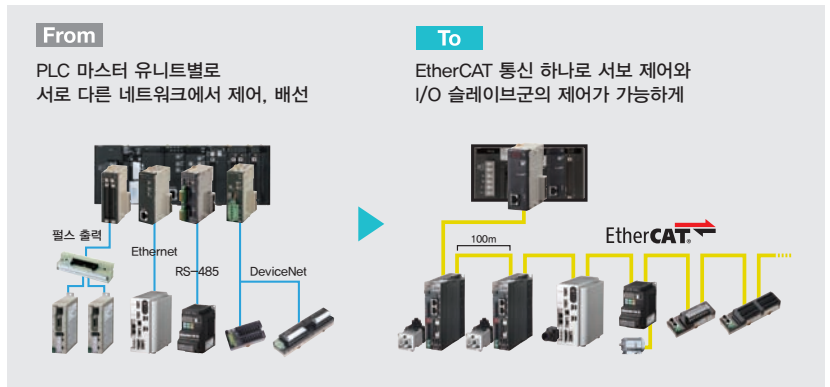 From
PLC 마스터 유니트별로
서로 다른 네트워크에서 제어, 배선
펄스 출력
Ethernet
RS-485
DeviceNet
To
EtherCAT 통신 하나로 서보 제어와
I/O 슬레이브군의 제어가 가능하게
100m
EtherCAT®